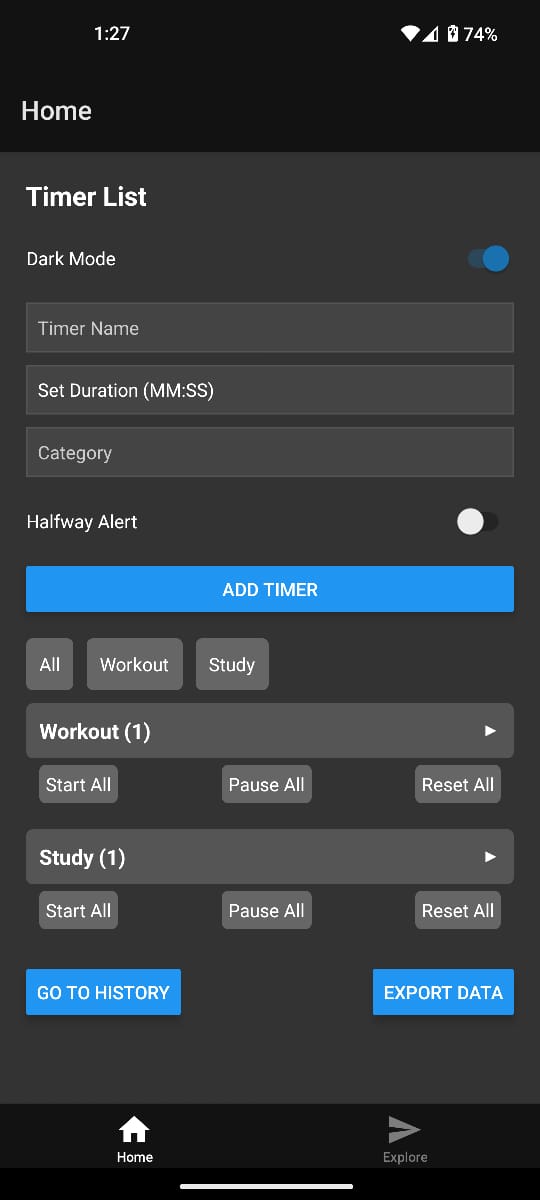 1:27
74%
Home
Timer List
Dark Mode
Timer Name
Set Duration (MM:SS)
Category
Halfway Alert
ADD TIMER
All Workout Study
Workout (1)
Start All Pause All Reset All
Study (1)
Start All Pause All Reset All
GO TO HISTORY EXPORT DATA
Home Explore